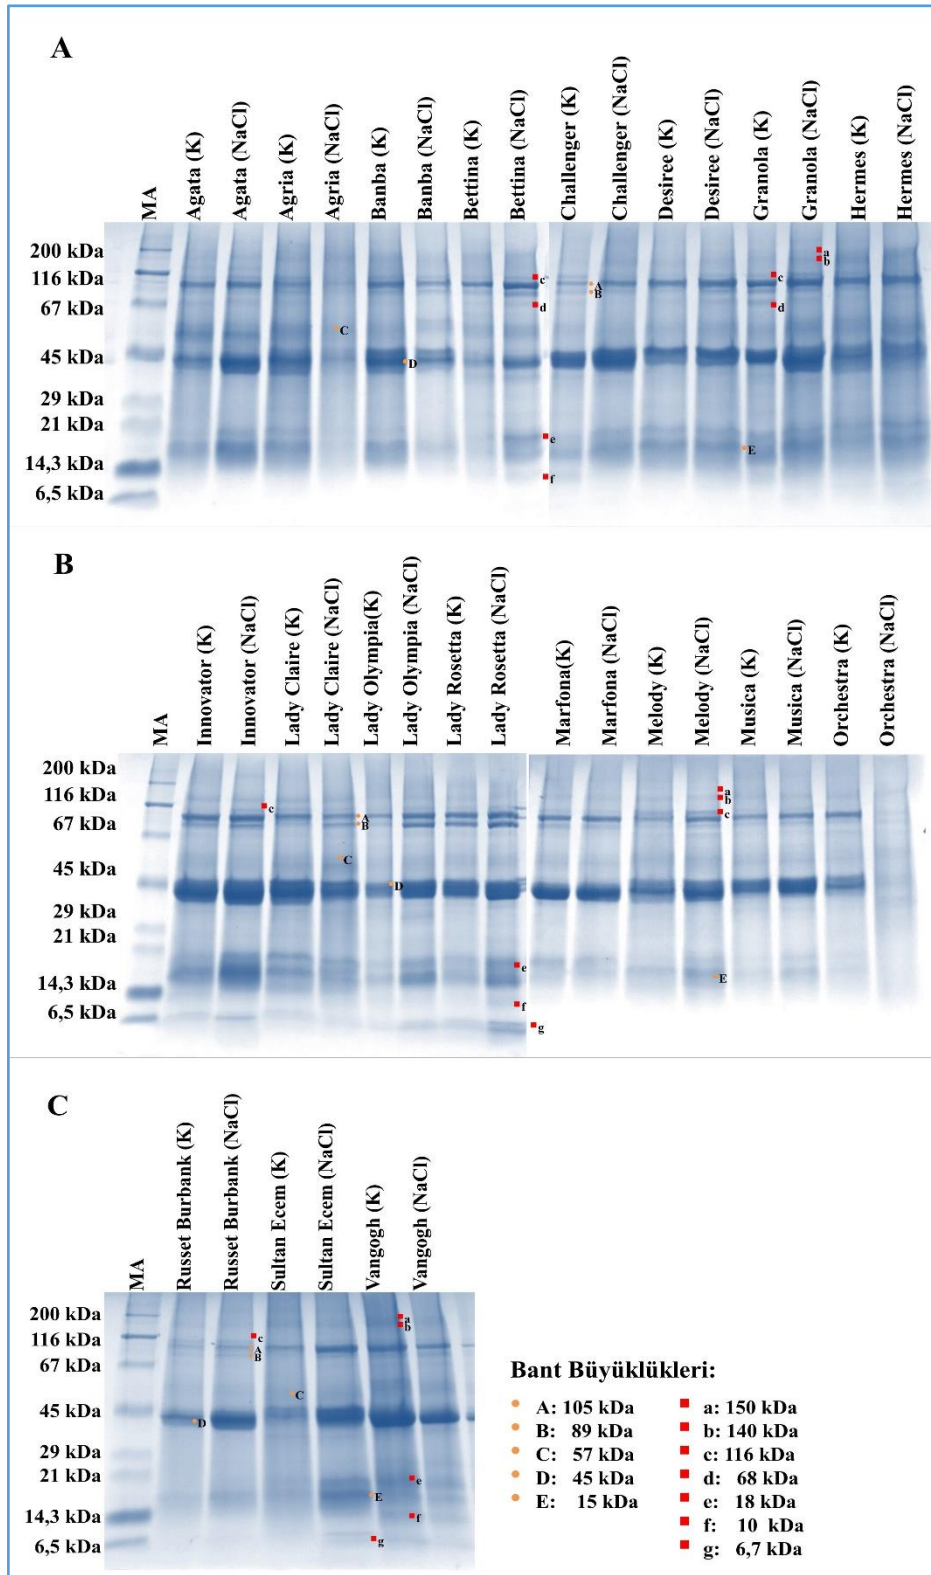 A
MA
Agata (K)
Agata (NaCl)
Agria (K)
Agria (NaCl)
Banba (K)
Banba (NaCl)
Bettina (K)
Bettina (NaCl)
Challenger (K)
Challenger (NaCl)
Desiree (K)
Desiree (NaCl)
Granola (K)
Granola (NaCl)
Hermes (K)
Hermes (NaCl)
200 kDa
116 kDa
67 kDa
45 kDa
29 kDa
21 kDa
14,3 kDa
6,5 kDa
a
b
c
c
A
B
d
d
C
D
e
E
f
B
MA
Innovator (K)
Innovator (NaCl)
Lady Claire (K)
Lady Claire (NaCl)
Lady Olympia(K)
Lady Olympia (NaCl)
Lady Rosetta (K)
Lady Rosetta (NaCl)
Marfona(K)
Marfona (NaCl)
Melody (K)
Melody (NaCl)
Musica (K)
Musica (NaCl)
Orchestra (K)
Orchestra (NaCl)
200 kDa
116 kDa
67 kDa
45 kDa
29 kDa
21 kDa
14,3 kDa
6,5 kDa
a
b
c
c
A
B
C
D
e
E
f
g
C
MA
Russet Burbank (K)
Russet Burbank (NaCl)
Sultan Ecem (K)
Sultan Ecem (NaCl)
Vangogh (K)
Vangogh (NaCl)
200 kDa
116 kDa
67 kDa
45 kDa
29 kDa
21 kDa
14,3 kDa
6,5 kDa
a
b
c
A
B
C
D
e
E
f
g
Bant Büyüklükleri:
A: 105 kDa
B: 89 kDa
C: 57 kDa
D: 45 kDa
E: 15 kDa
a: 150 kDa
b: 140 kDa
c: 116 kDa
d: 68 kDa
e: 18 kDa
f: 10 kDa
g: 6,7 kDa